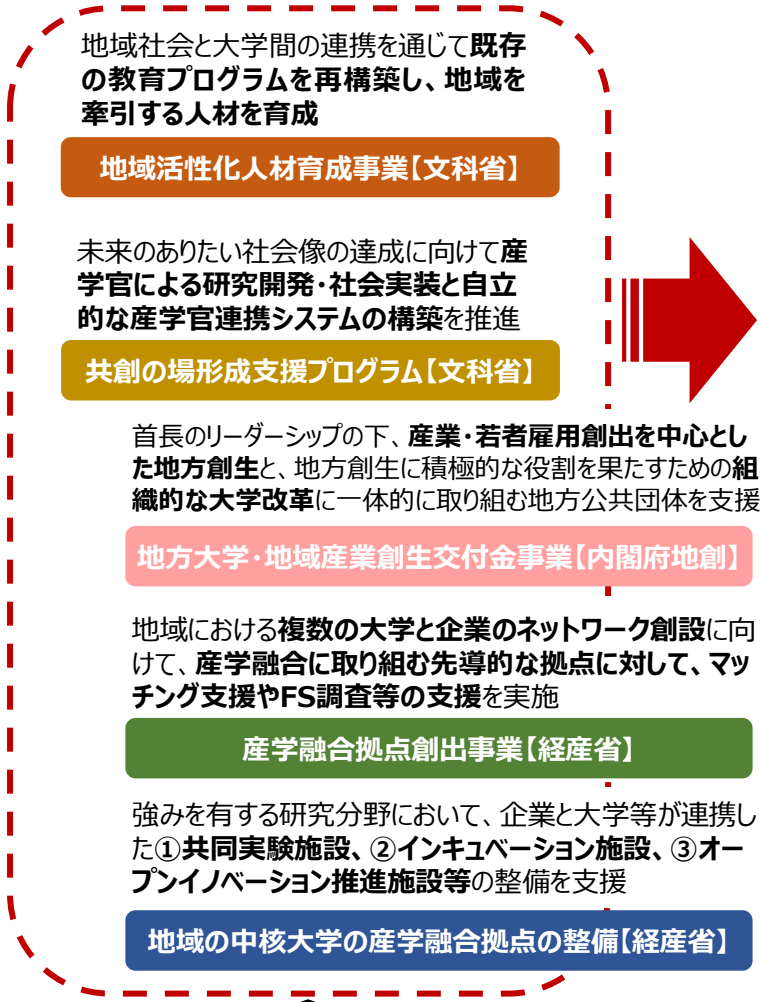 地域社会と大学間の連携を通じて既存
の教育プログラムを再構築し、地域を
牽引する人材を育成
地域活性化人材育成事業【文科省】
未来のありたい社会像の達成に向けて産
学官による研究開発・社会実装と自立
的な産学官連携システムの構築を推進
共創の場形成支援プログラム【文科省】
首長のリーダーシップの下、産業・若者雇用創出を中心とし
た地方創生と、地方創生に積極的な役割を果たすための組
織的な大学改革に一体的に取り組む地方公共団体を支援
地方大学・地域産業創生交付金事業【内閣府地創】
地域における複数の大学と企業のネットワーク創設に向
けて、産学融合に取り組む先導的な拠点に対して、マッ
チング支援やFS調査等の支援を実施
産学融合拠点創出事業【経産省】
強みを有する研究分野において、企業と大学等が連携し
た①共同実験施設、②インキュベーション施設、③オー
プンイノベーション推進施設等の整備を支援
地域の中核大学の産学融合拠点の整備【経産省】